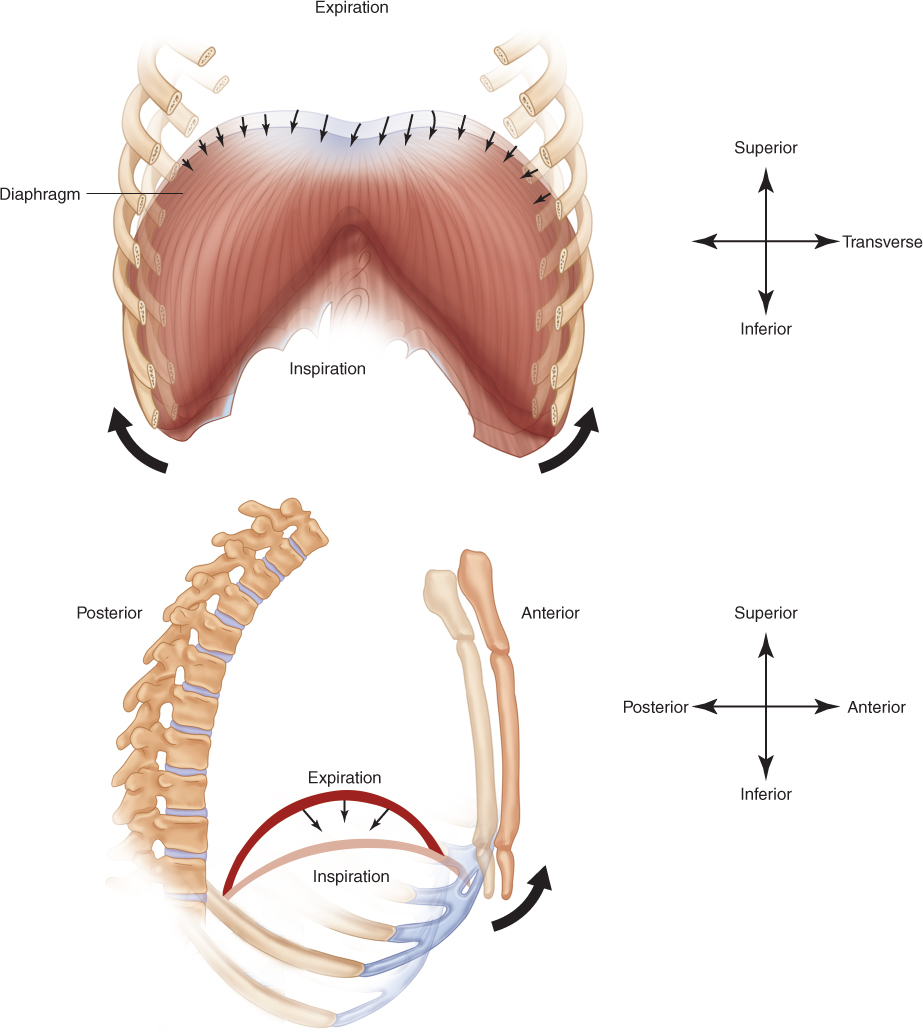 Expiration
Diaphragm
Inspiration
Superior
Transverse
Inferior
Posterior
Anterior
Expiration
Inspiration
Superior
Posterior
Anterior
Inferior